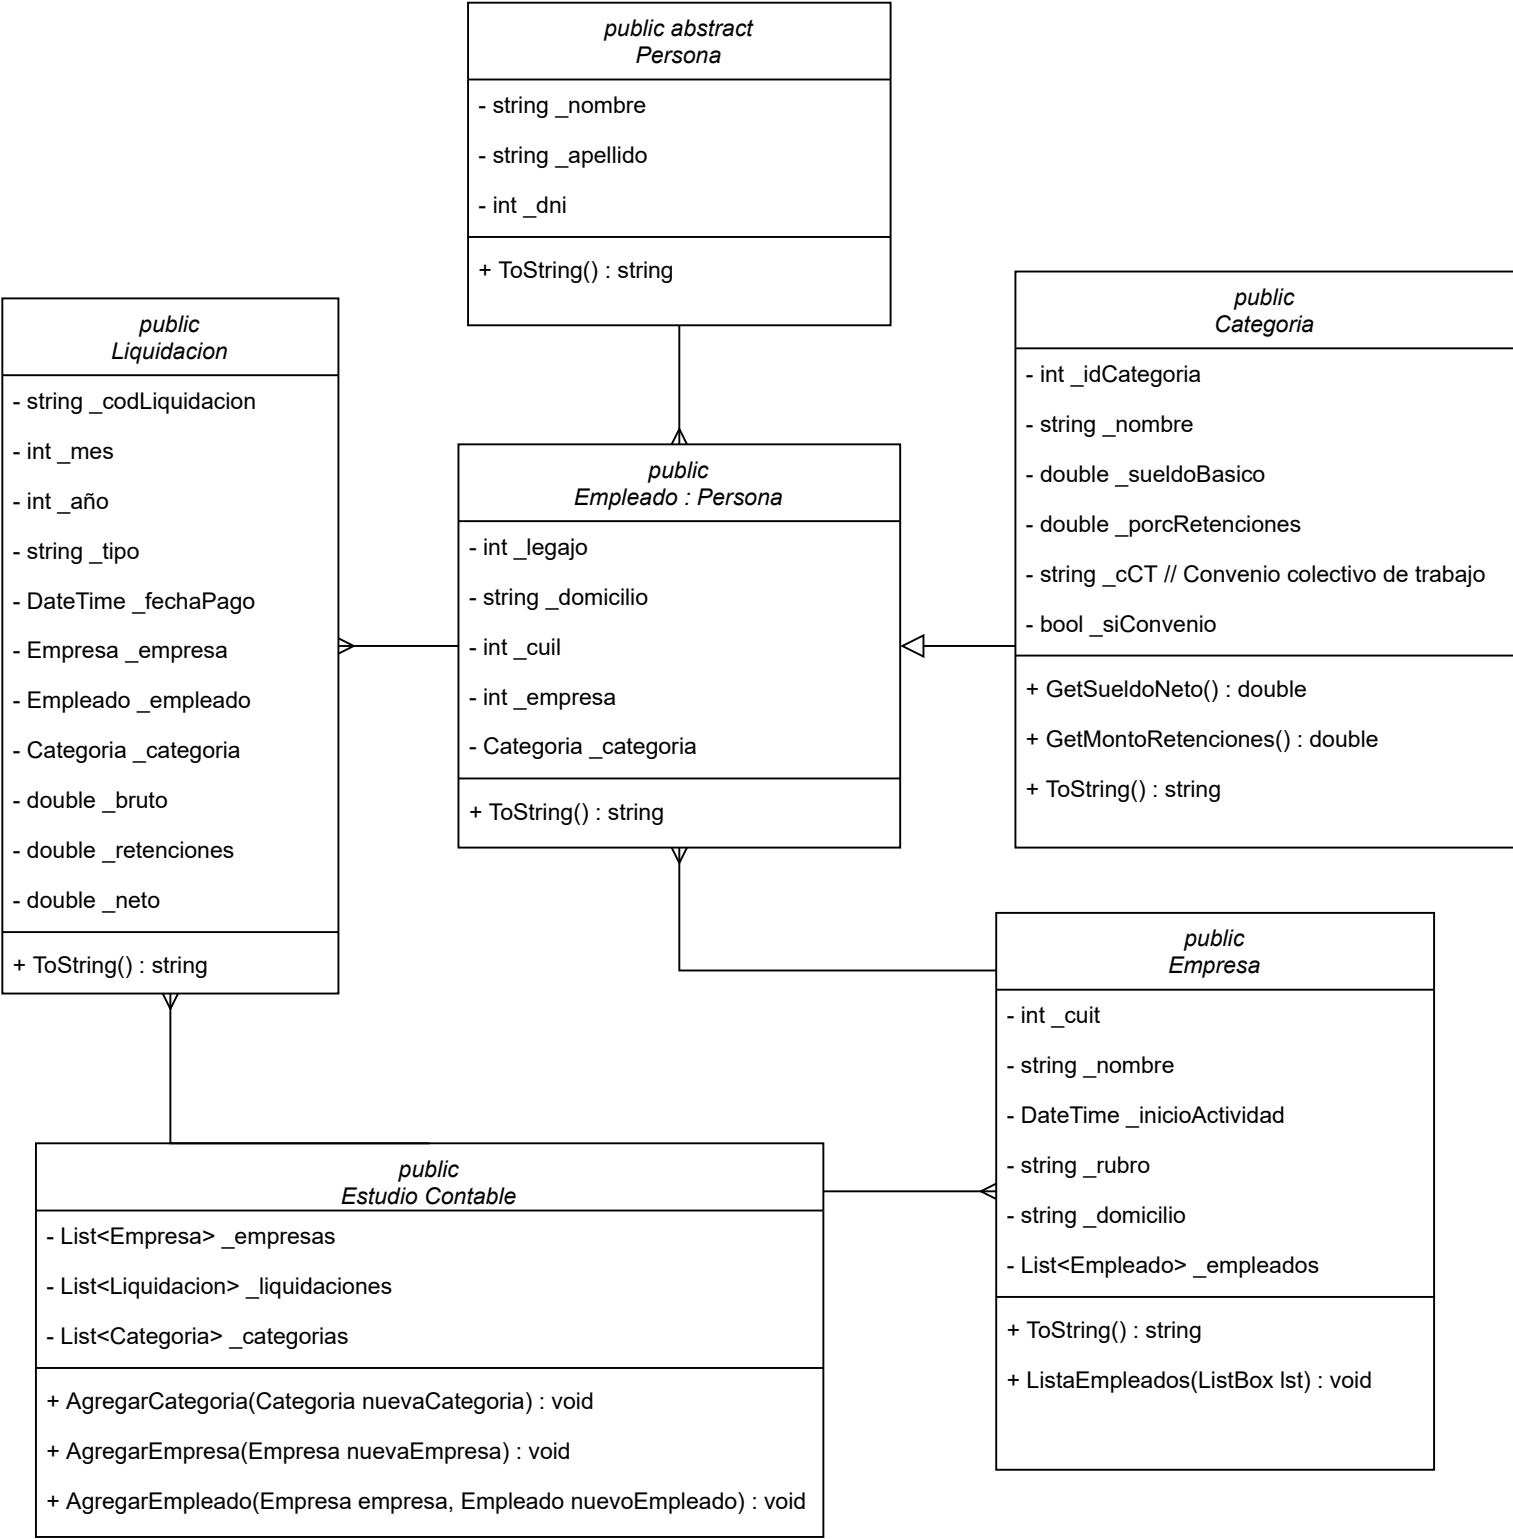 public abstract
Persona
- string _nombre
- string _apellido
- int _dni
+ ToString() : string
public
Liquidacion
- string _codLiquidacion
- int _mes
- int _año
- string _tipo
- DateTime _fechaPago
- Empresa _empresa
- Empleado _empleado
- Categoria _categoria
- double _bruto
- double _retenciones
- double _neto
+ ToString() : string
public
Empleado : Persona
- int _legajo
- string _domicilio
- int _cuil
- int _empresa
- Categoria _categoria
+ ToString() : string
public
Categoria
- int _idCategoria
- string _nombre
- double _sueldoBasico
- double _porcRetenciones
- string _cCT // Convenio colectivo de trabajo
- bool _siConvenio
+ GetSueldoNeto() : double
+ GetMontoRetenciones() : double
+ ToString() : string
public
Empresa
- int _cuit
- string _nombre
- DateTime _inicioActividad
- string _rubro
- string _domicilio
- List<Empleado> _empleados
+ ToString() : string
+ ListaEmpleados(ListBox lst) : void
public
Estudio Contable
- List<Empresa> _empresas
- List<Liquidacion> _liquidaciones
- List<Categoria> _categorias
+ AgregarCategoria(Categoria nuevaCategoria) : void
+ AgregarEmpresa(Empresa nuevaEmpresa) : void
+ AgregarEmpleado(Empresa empresa, Empleado nuevoEmpleado) : void